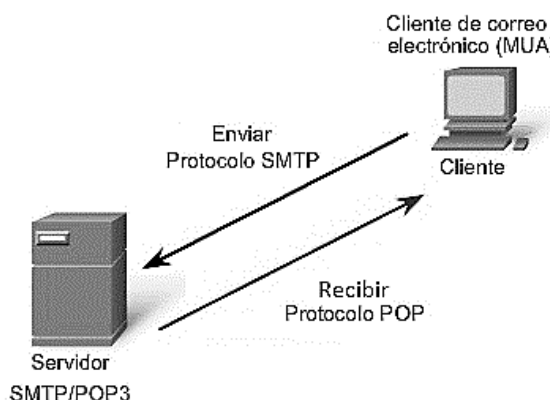 Cliente de correo
electrónico (MUA)
Enviar
Protocolo SMTP
Cliente
Recibir
Protocolo POP
Servidor
SMTP/POP3